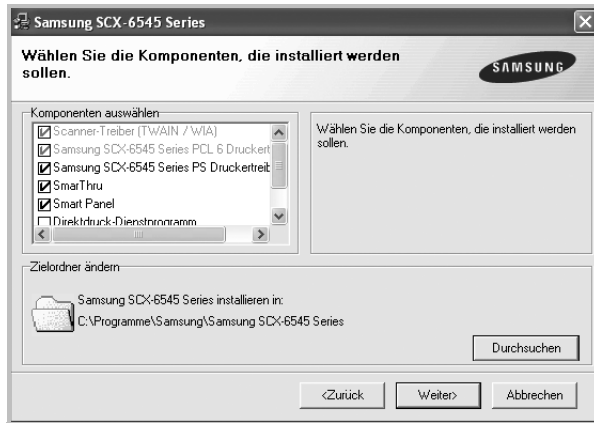 Samsung SCX-6545 Series
Wählen Sie die Komponenten, die installiert werden
sollen.
SAMSUNG
Komponenten auswählen
Scanner-Treiber (TWAIN / WIA)
Samsung SCX-6545 Series PCL 6 Druckert
Samsung SCX-6545 Series PS Druckertreib
SmarThru
Smart Panel
Direktdruck-Dienstprogramm
Wählen Sie die Komponenten, die installiert werden
sollen.
Zielordner ändern
Samsung SCX-6545 Series installieren in:
C:\Programme\Samsung\Samsung SCX-6545 Series
Durchsuchen
<Zurück
Weiter>
Abbrechen